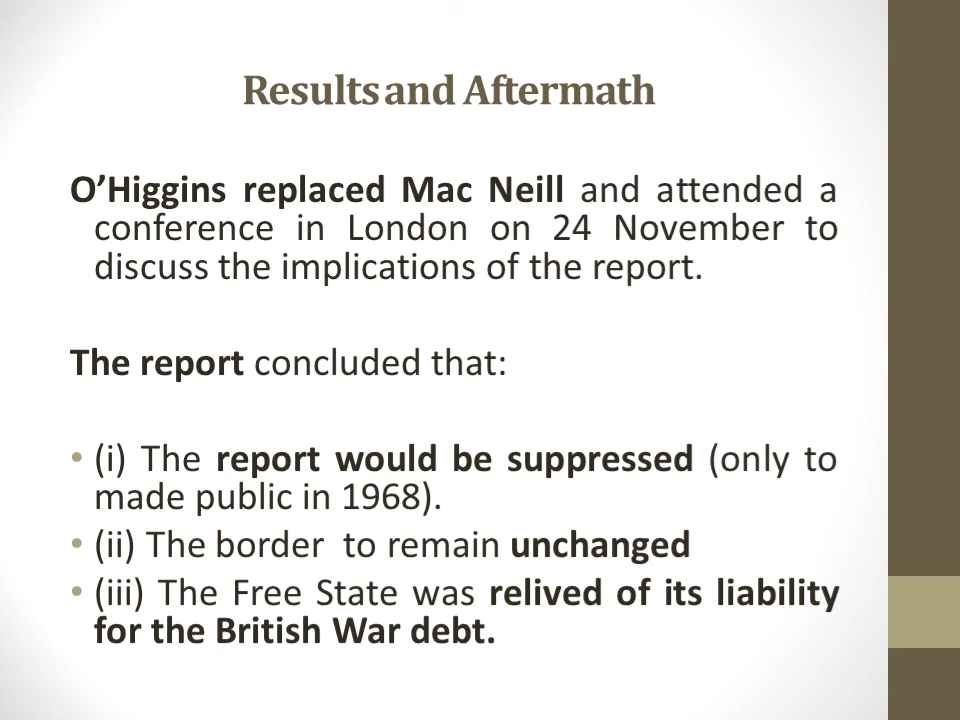 Results and Aftermath
O’Higgins replaced Mac Neill and attended a
conference in London on 24 November to
discuss the implications of the report.
The report concluded that:
• (i) The report would be suppressed (only to
made public in 1968).
• (ii) The border  to remain unchanged
• (iii) The Free State was relived of its liability
for the British War debt.